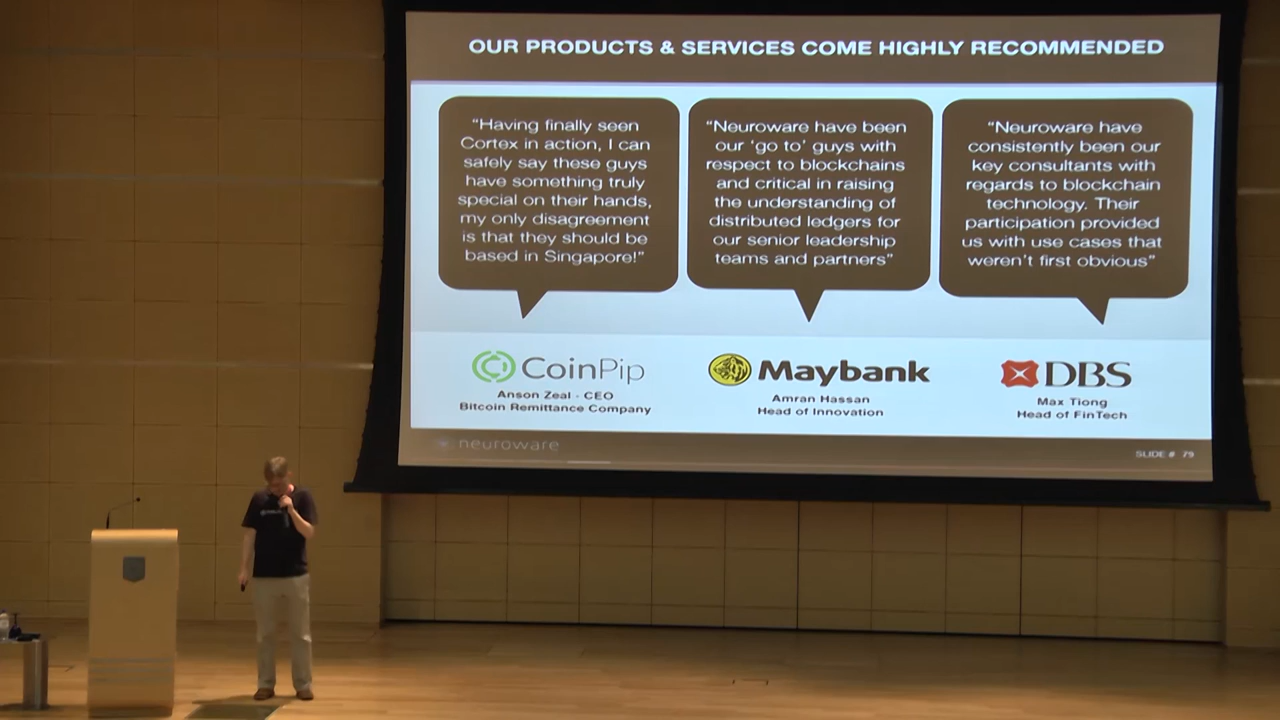 OUR PRODUCTS & SERVICES COME HIGHLY RECOMMENDED
“Having finally seen
Cortex in action, I can
safely say these guys
have something truly
special on their hands,
my only disagreement
is that they should be
based in Singapore!”
“Neuroware have been
our ‘go to’ guys with
respect to blockchains
and critical in raising
the understanding of
distributed ledgers for
our senior leadership
teams and partners”
“Neuroware have
consistently been our
key consultants with
regards to blockchain
technology. Their
participation provided
us with use cases that
weren’t first obvious”
CoinPip
Anson Zeal - CEO
Bitcoin Remittance Company
Maybank
Amran Hassan
Head of Innovation
DBS
Max Tiong
Head of FinTech
neuroware
SLIDE # 79